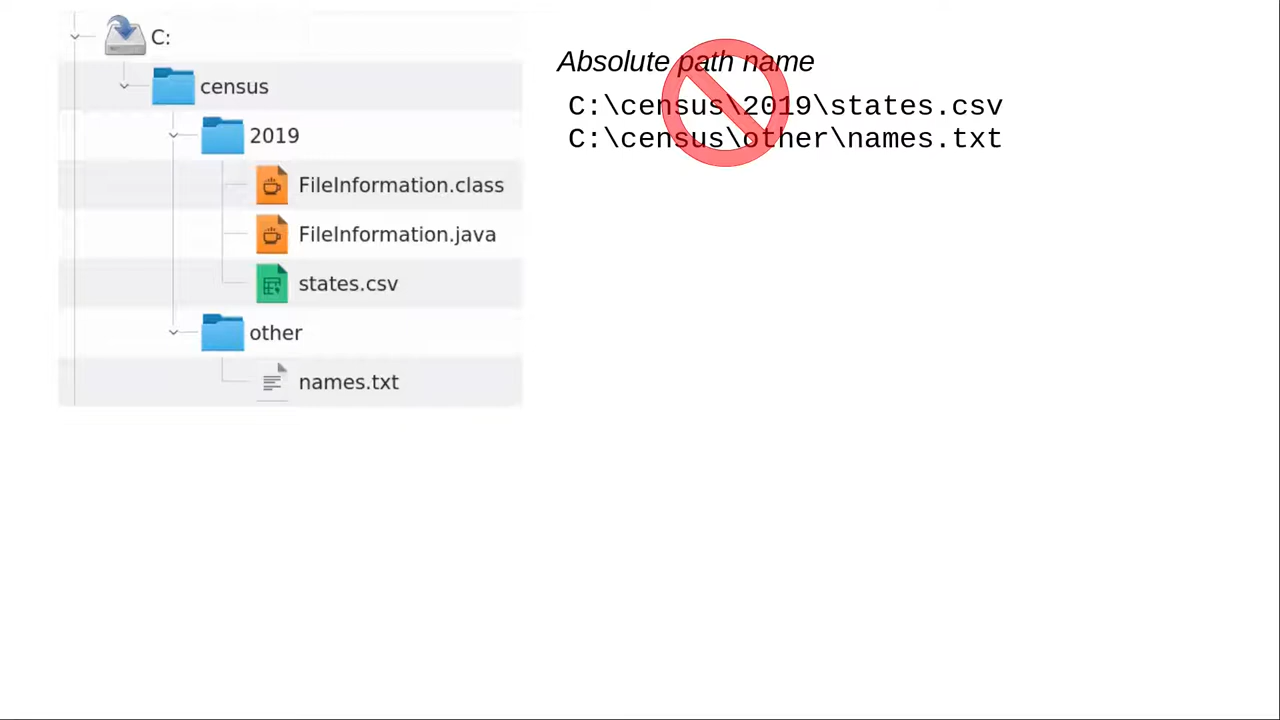 C:
census
2019
FileInformation.class
FileInformation.java
states.csv
other
names.txt
Absolute path name
C:\census\2019\states.csv
C:\census\other\names.txt